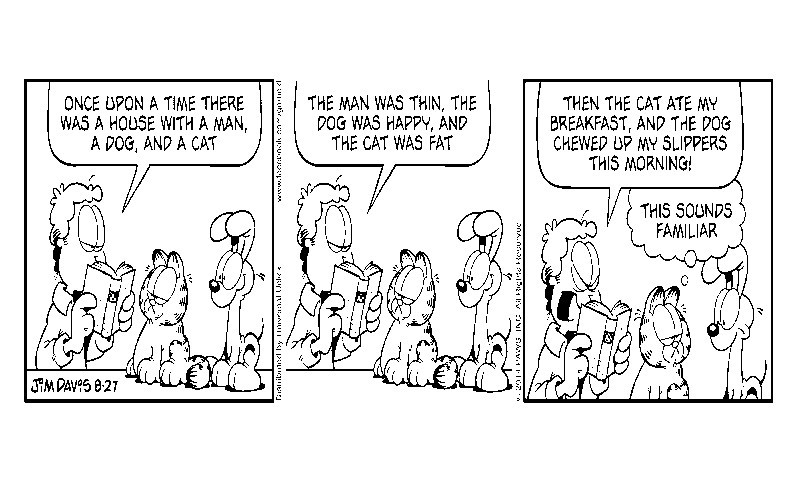 ONCE UPON A TIME THERE
WAS A HOUSE WITH A MAN,
A DOG, AND A CAT
JIM DAVIS 8-27
THE MAN WAS THIN, THE
DOG WAS HAPPY, AND
THE CAT WAS FAT
THEN THE CAT ATE MY
BREAKFAST, AND THE DOG
CHEWED UP MY SLIPPERS
THIS MORNING!
THIS SOUNDS
FAMILIAR